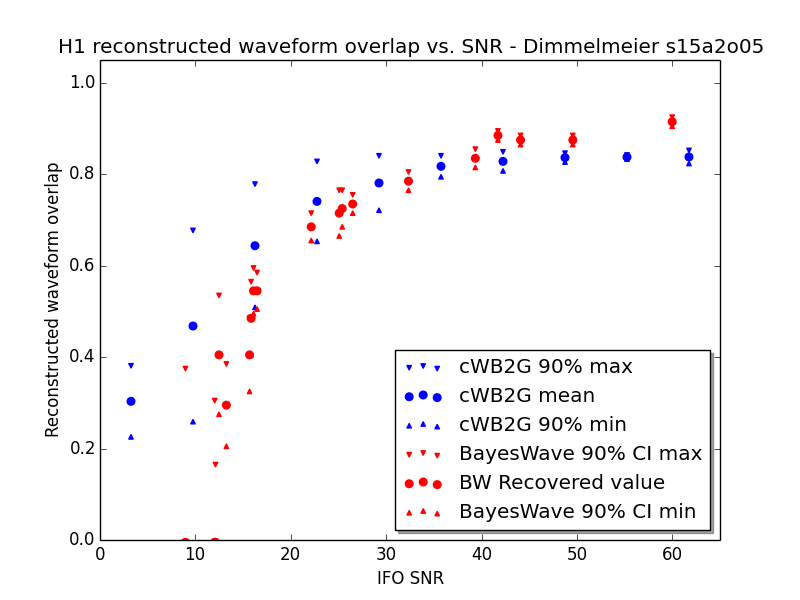 H1 reconstructed waveform overlap vs. SNR - Dimmelmeier s15a2o05
1.0
0.8
0.6
0.4
0.2
0.0
Reconstructed waveform overlap
cWB2G 90% max
cWB2G mean
cWB2G 90% min
BayesWave 90% CI max
BW Recovered value
BayesWave 90% CI min
0 10 20 30 40 50 60
IFO SNR